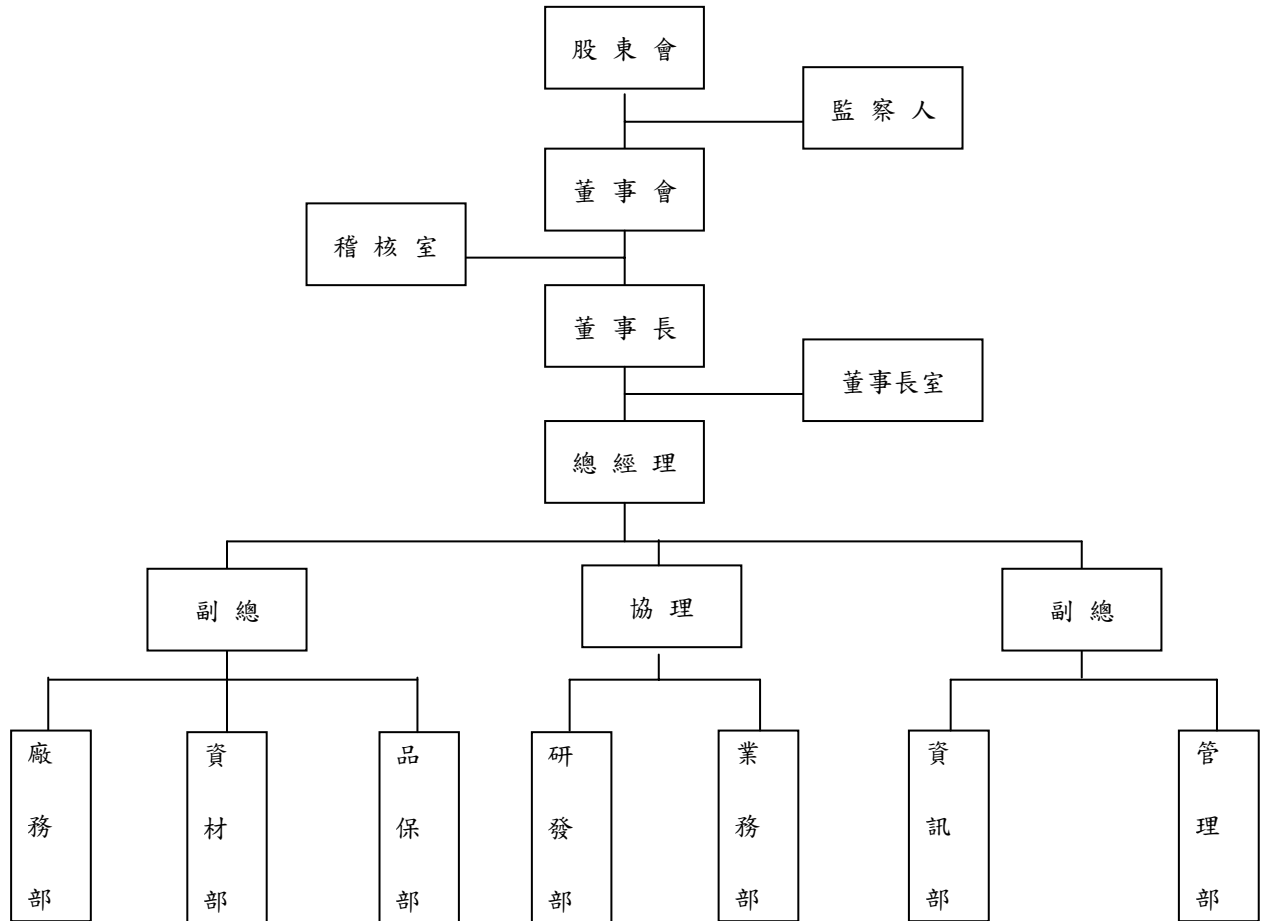 股東會
監察人
董事會
稽核室
董事長
董事長室
總經理
副總
協理
副總
廠務部
資材部
品保部
研發部
業務部
資訊部
管理部